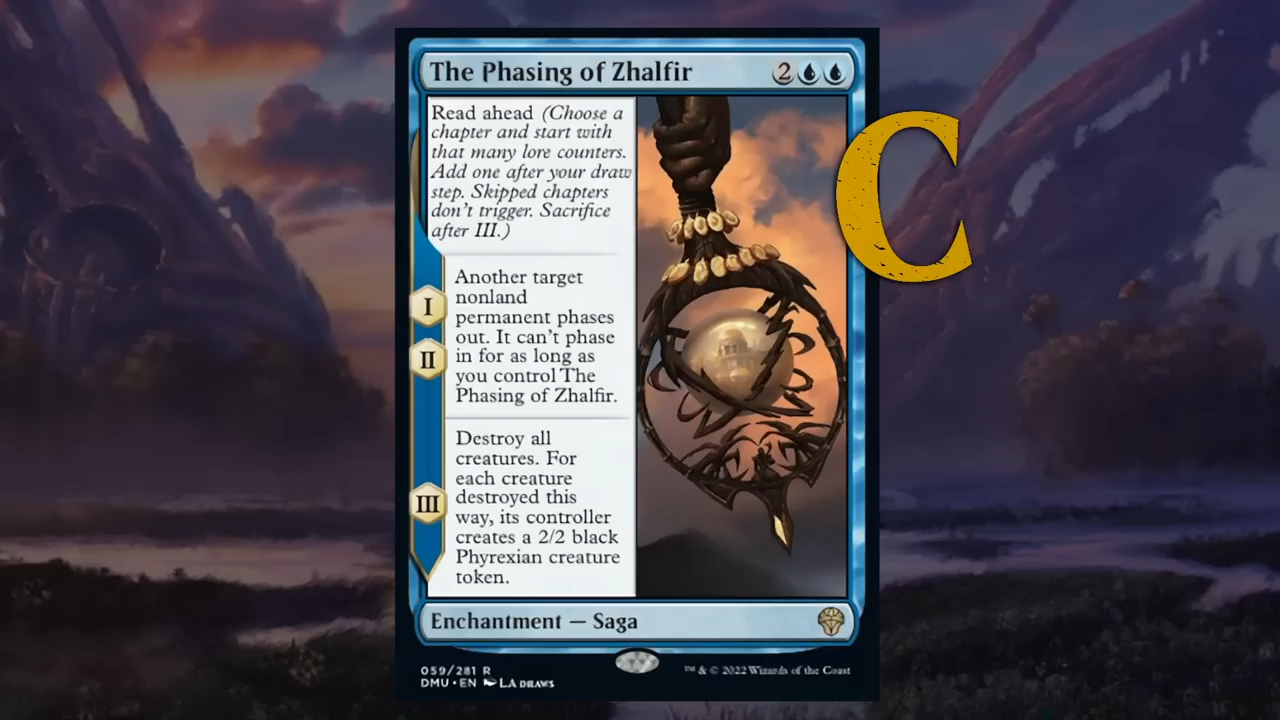 The Phasing of Zhalfir 2
Read ahead (Choose a
chapter and start with
that many lore counters.
Add one after your draw
step. Skipped chapters
don't trigger. Sacrifice
after III.)
I
II
Another target
nonland
permanent phases
out. It can't phase
in for as long as
you control The
Phasing of Zhalfir.
III
Destroy all
creatures. For
each creature
destroyed this
way, its controller
creates a 2/2 black
Phyrexian creature
token.
Enchantment — Saga
059/281 R
DMU • EN LA DRAWS
™ & © 2022 Wizards of the Coast
C